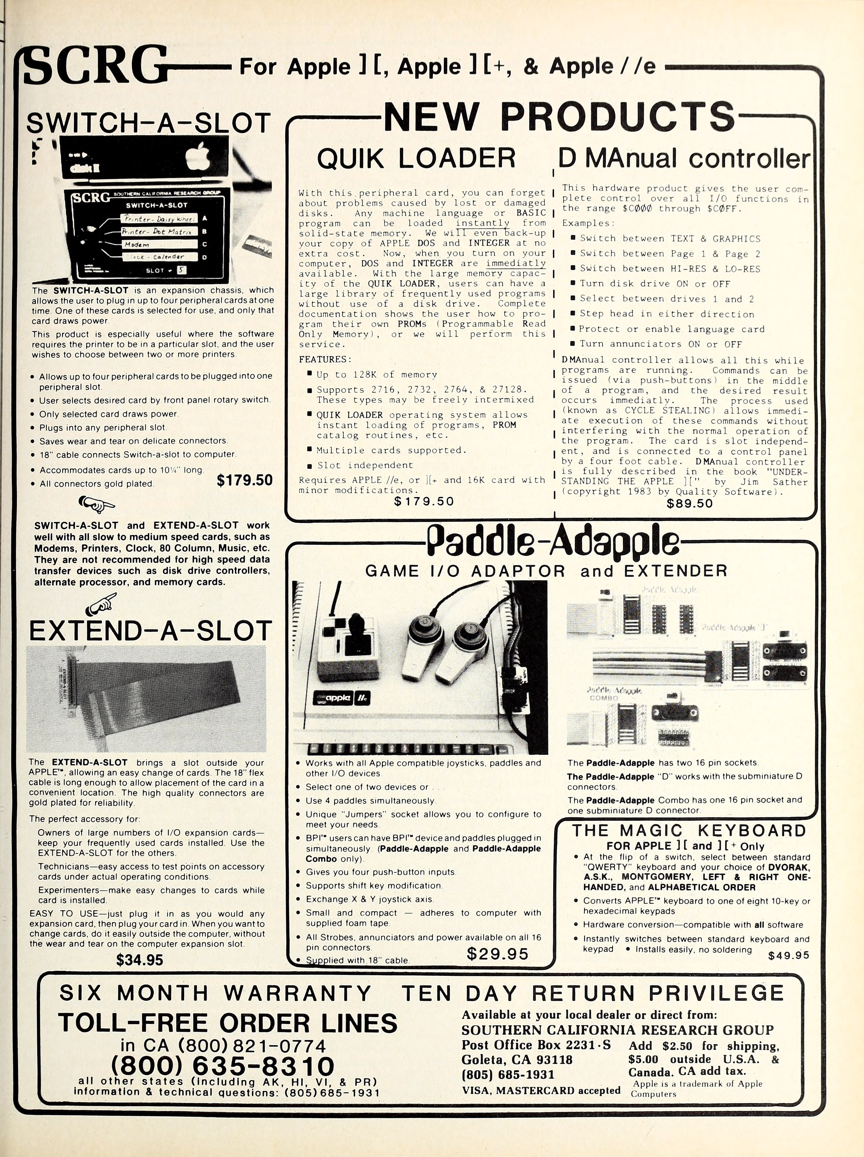 SCRG For Apple ][, Apple ][+, & Apple //e
SWITCH-A-SLOT
disk II
SCRG SOUTHERN CALIFORNIA RESEARCH GROUP
SWITCH-A-SLOT
Printer-Daisy King A
Printer-Dot Matrix B
Modem C
D
SLOT = 5
The SWITCH-A-SLOT is an expansion chassis, which
allows the user to plug in up to four peripheral cards at one
time. One of these cards is selected for use, and only that
card draws power.
This product is especially useful where the software
requires the printer to be in a particular slot, and the user
wishes to choose between two or more printers.
• Allows up to four peripheral cards to be plugged into one
peripheral slot.
• User selects desired card by front panel rotary switch.
• Only selected card draws power.
• Plugs into any peripheral slot.
• Saves wear and tear on delicate connectors.
• 18" cable connects Switch-a-slot to computer.
• Accommodates cards up to 10¼" long.
• All connectors gold plated. $179.50
SWITCH-A-SLOT and EXTEND-A-SLOT work
well with all slow to medium speed cards, such as
Modems, Printers, Clock, 80 Column, Music, etc.
They are not recommended for high speed data
transfer devices such as disk drive controllers,
alternate processor, and memory cards.
EXTEND-A-SLOT
The EXTEND-A-SLOT brings a slot outside your
APPLE™, allowing an easy change of cards. The 18" flex
cable is long enough to allow placement of the card in a
convenient location. The high quality connectors are
gold plated for reliability.
The perfect accessory for:
Owners of large numbers of I/O expansion cards—
keep your frequently used cards installed. Use the
EXTEND-A-SLOT for the others.
Technicians—easy access to test points on accessory
cards under actual operating conditions.
Experimenters—make easy changes to cards while
card is installed.
EASY TO USE—just plug it in as you would any
expansion card, then plug your card in. When you want to
change cards, do it easily outside the computer, without
the wear and tear on the computer expansion slot.
$34.95
NEW PRODUCTS
QUIK LOADER
With this peripheral card, you can forget
about problems caused by lost or damaged
disks. Any machine language or BASIC
program can be loaded instantly from
solid-state memory. We will even back-up
your copy of APPLE DOS and INTEGER at no
extra cost. Now, when you turn on your
computer, DOS and INTEGER are immediately
available. With the large memory capac-
ity of the QUIK LOADER, users can have a
large library of frequently used programs
without use of a disk drive. Complete
documentation shows the user how to pro-
gram their own PROMs (Programmable Read
Only Memory), or we will perform this
service.
FEATURES:
■ Up to 128K of memory
■ Supports 2716, 2732, 2764, & 27128.
These types may be freely intermixed
■ QUIK LOADER operating system allows
instant loading of programs, PROM
catalog routines, etc.
■ Multiple cards supported.
■ Slot independent
Requires APPLE //e, or ][+ and 16K card with
minor modifications.
$179.50
D MAnual controller
This hardware product gives the user com-
plete control over all I/O functions in
the range $CØØØ through $CØFF.
Examples:
■ Switch between TEXT & GRAPHICS
■ Switch between Page 1 & Page 2
■ Switch between HI-RES & LO-RES
■ Turn disk drive ON or OFF
■ Select between drives 1 and 2
■ Step head in either direction
■ Protect or enable language card
■ Turn annunciators ON or OFF
DMAnual controller allows all this while
programs are running. Commands can be
issued (via push-buttons) in the middle
of a program, and the desired result
occurs immediatly. The process used
(known as CYCLE STEALING) allows immedi-
ate execution of these commands without
interfering with the normal operation of
the program. The card is slot independ-
ent, and is connected to a control panel
by a four foot cable. DMAnual controller
is fully described in the book "UNDER-
STANDING THE APPLE ][" by Jim Sather
(copyright 1983 by Quality Software).
$89.50
Paddle-Adapple
GAME I/O ADAPTOR and EXTENDER
apple //e
• Works with all Apple compatible joysticks, paddles and
other I/O devices.
• Select one of two devices or . . .
• Use 4 paddles simultaneously.
• Unique "Jumpers" socket allows you to configure to
meet your needs.
• BPI™ users can have BPI™ device and paddles plugged in
simultaneously. (Paddle-Adapple and Paddle-Adapple
Combo only).
• Gives you four push-button inputs.
• Supports shift key modification.
• Exchange X & Y joystick axis.
• Small and compact — adheres to computer with
supplied foam tape.
• All Strobes, annunciators and power available on all 16
pin connectors.
• Supplied with 18" cable. $29.95
Paddle Adapple
Paddle Adapple "D"
Paddle Adapple
COMBO
The Paddle-Adapple has two 16 pin sockets.
The Paddle-Adapple "D" works with the subminiature D
connectors.
The Paddle-Adapple Combo has one 16 pin socket and
one subminiature D connector.
THE MAGIC KEYBOARD
FOR APPLE ][ and ][+ Only
• At the flip of a switch, select between standard
"QWERTY" keyboard and your choice of DVORAK,
A.S.K., MONTGOMERY, LEFT & RIGHT ONE-
HANDED, and ALPHABETICAL ORDER
• Converts APPLE™ keyboard to one of eight 10-key or
hexadecimal keypads
• Hardware conversion—compatible with all software
• Instantly switches between standard keyboard and
keypad • Installs easily, no soldering $49.95
SIX MONTH WARRANTY TEN DAY RETURN PRIVILEGE
TOLL-FREE ORDER LINES
in CA (800) 821-0774
(800) 635-8310
all other states (including AK, HI, VI, & PR)
information & technical questions: (805) 685-1931
Available at your local dealer or direct from:
SOUTHERN CALIFORNIA RESEARCH GROUP
Post Office Box 2231-S
Goleta, CA 93118
(805) 685-1931
VISA, MASTERCARD accepted
Add $2.50 for shipping,
$5.00 outside U.S.A. &
Canada. CA add tax.
Apple is a trademark of Apple
Computers